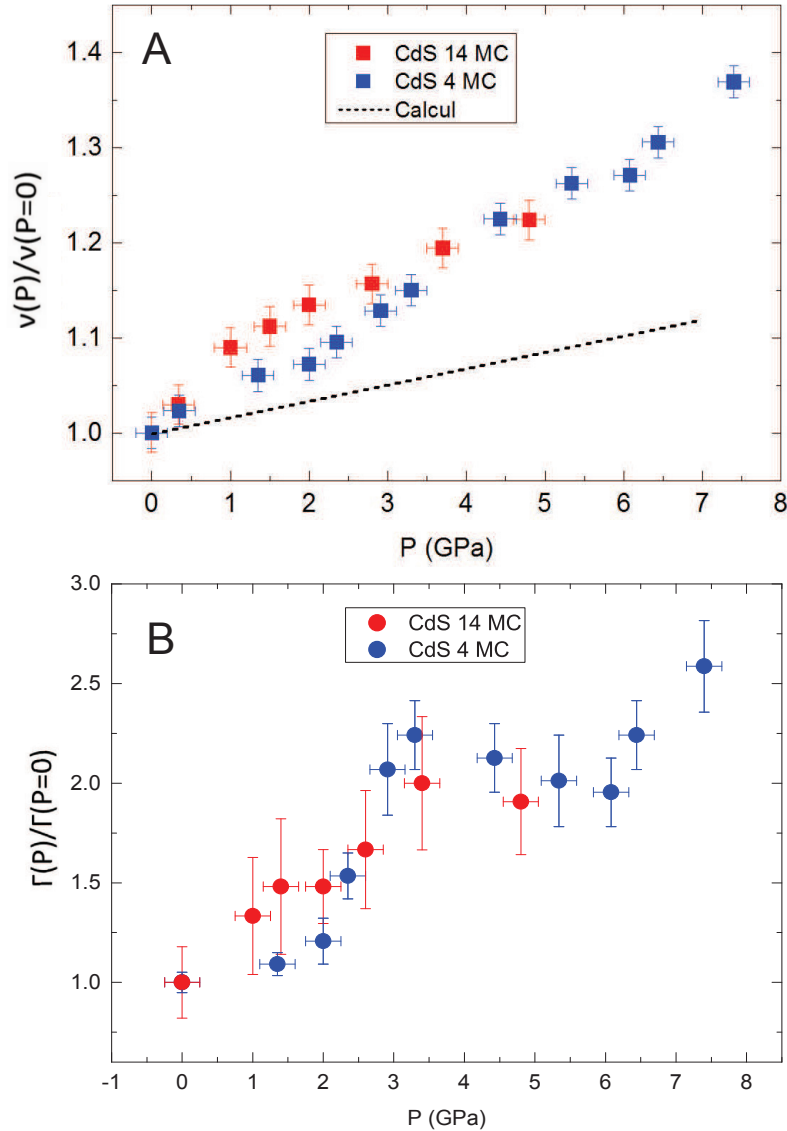 A
CdS 14 MC
CdS 4 MC
Calcul
1.4
1.3
1.2
1.1
1.0
ν(P)/ν(P=0)
0 1 2 3 4 5 6 7 8
P (GPa)
B
CdS 14 MC
CdS 4 MC
3.0
2.5
2.0
1.5
1.0
Γ(P)/Γ(P=0)
-1 0 1 2 3 4 5 6 7 8
P (GPa)